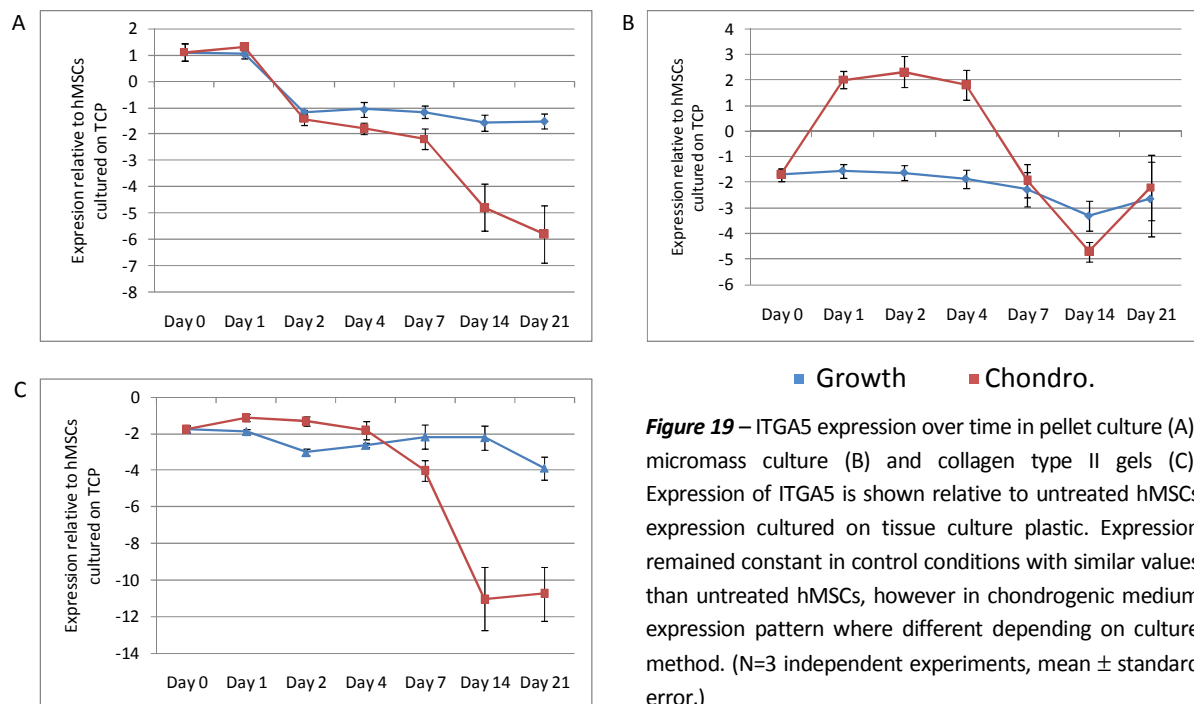 A
Expression relative to hMSCs
cultured on TCP
2
1
0
-1
-2
-3
-4
-5
-6
-7
-8
Day 0 Day 1 Day 2 Day 4 Day 7 Day 14 Day 21
B
Expression relative to hMSCs
cultured on TCP
4
3
2
1
0
-1
-2
-3
-4
-5
-6
Day 0 Day 1 Day 2 Day 4 Day 7 Day 14 Day 21
C
Expression relative to hMSCs
cultured on TCP
0
-2
-4
-6
-8
-10
-12
-14
Day 0 Day 1 Day 2 Day 4 Day 7 Day 14 Day 21
Growth Chondro.
Figure 19 – ITGA5 expression over time in pellet culture (A)
micromass culture (B) and collagen type II gels (C)
Expression of ITGA5 is shown relative to untreated hMSCs
expression cultured on tissue culture plastic. Expression
remained constant in control conditions with similar values
than untreated hMSCs, however in chondrogenic medium
expression pattern where different depending on culture
method. (N=3 independent experiments, mean ± standard
error.)